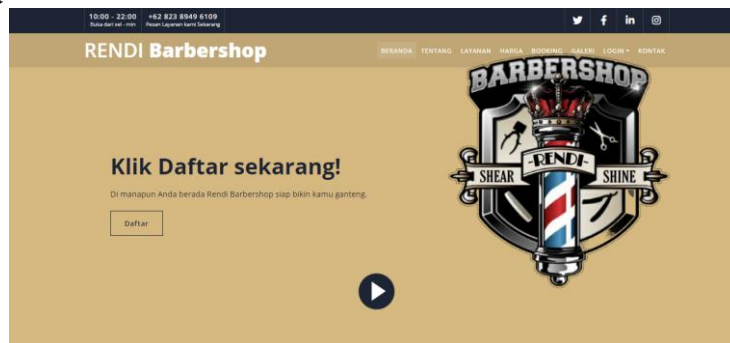 10:00 - 22:00
Buka dari sel - min
+62 823 8949 6109
Pesan Layanan kami Sekarang
RENDI Barbershop
BERANDA TENTANG LAYANAN HARGA BOOKING GALERI LOGIN KONTAK
BARBERSHOP
-RENDI-
SHEAR SHINE
Klik Daftar sekarang!
Di manapun Anda berada Rendi Barbershop siap bikin kamu ganteng.
Daftar